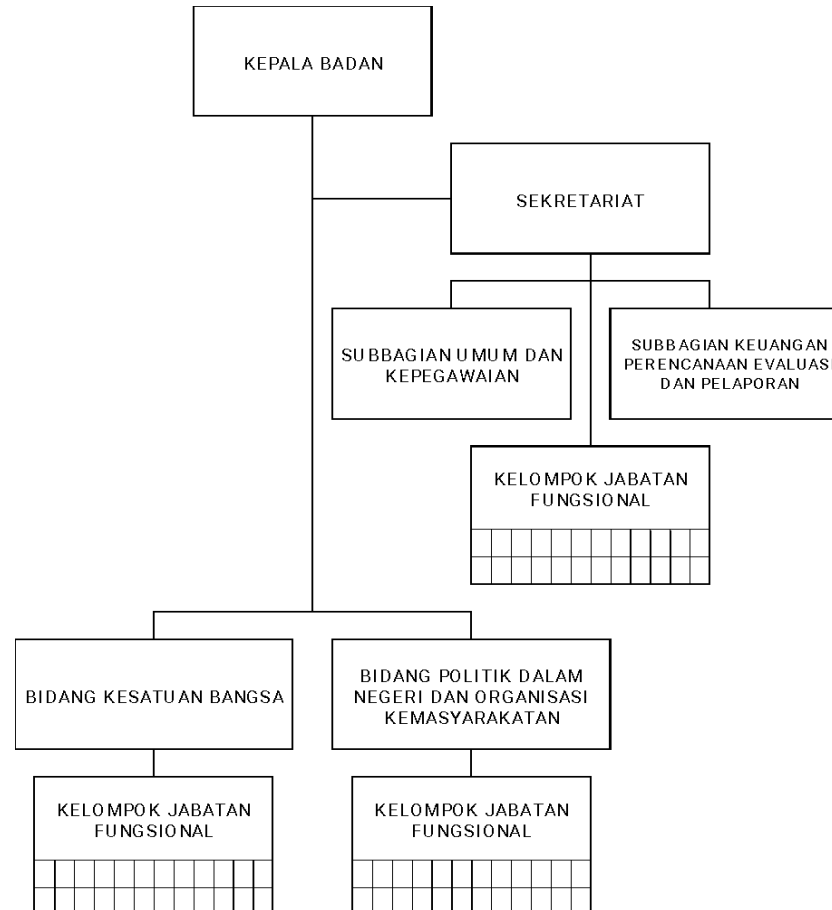 KEPALA BADAN
SEKRETARIAT
SUBBAGIAN UMUM DAN
KEPEGAWAIAN
SUBBAGIAN KEUANGAN
PERENCANAAN EVALUASI
DAN PELAPORAN
KELOMPOK JABATAN
FUNGSIONAL
BIDANG KESATUAN BANGSA
BIDANG POLITIK DALAM
NEGERI DAN ORGANISASI
KEMASYARAKATAN
KELOMPOK JABATAN
FUNGSIONAL
KELOMPOK JABATAN
FUNGSIONAL